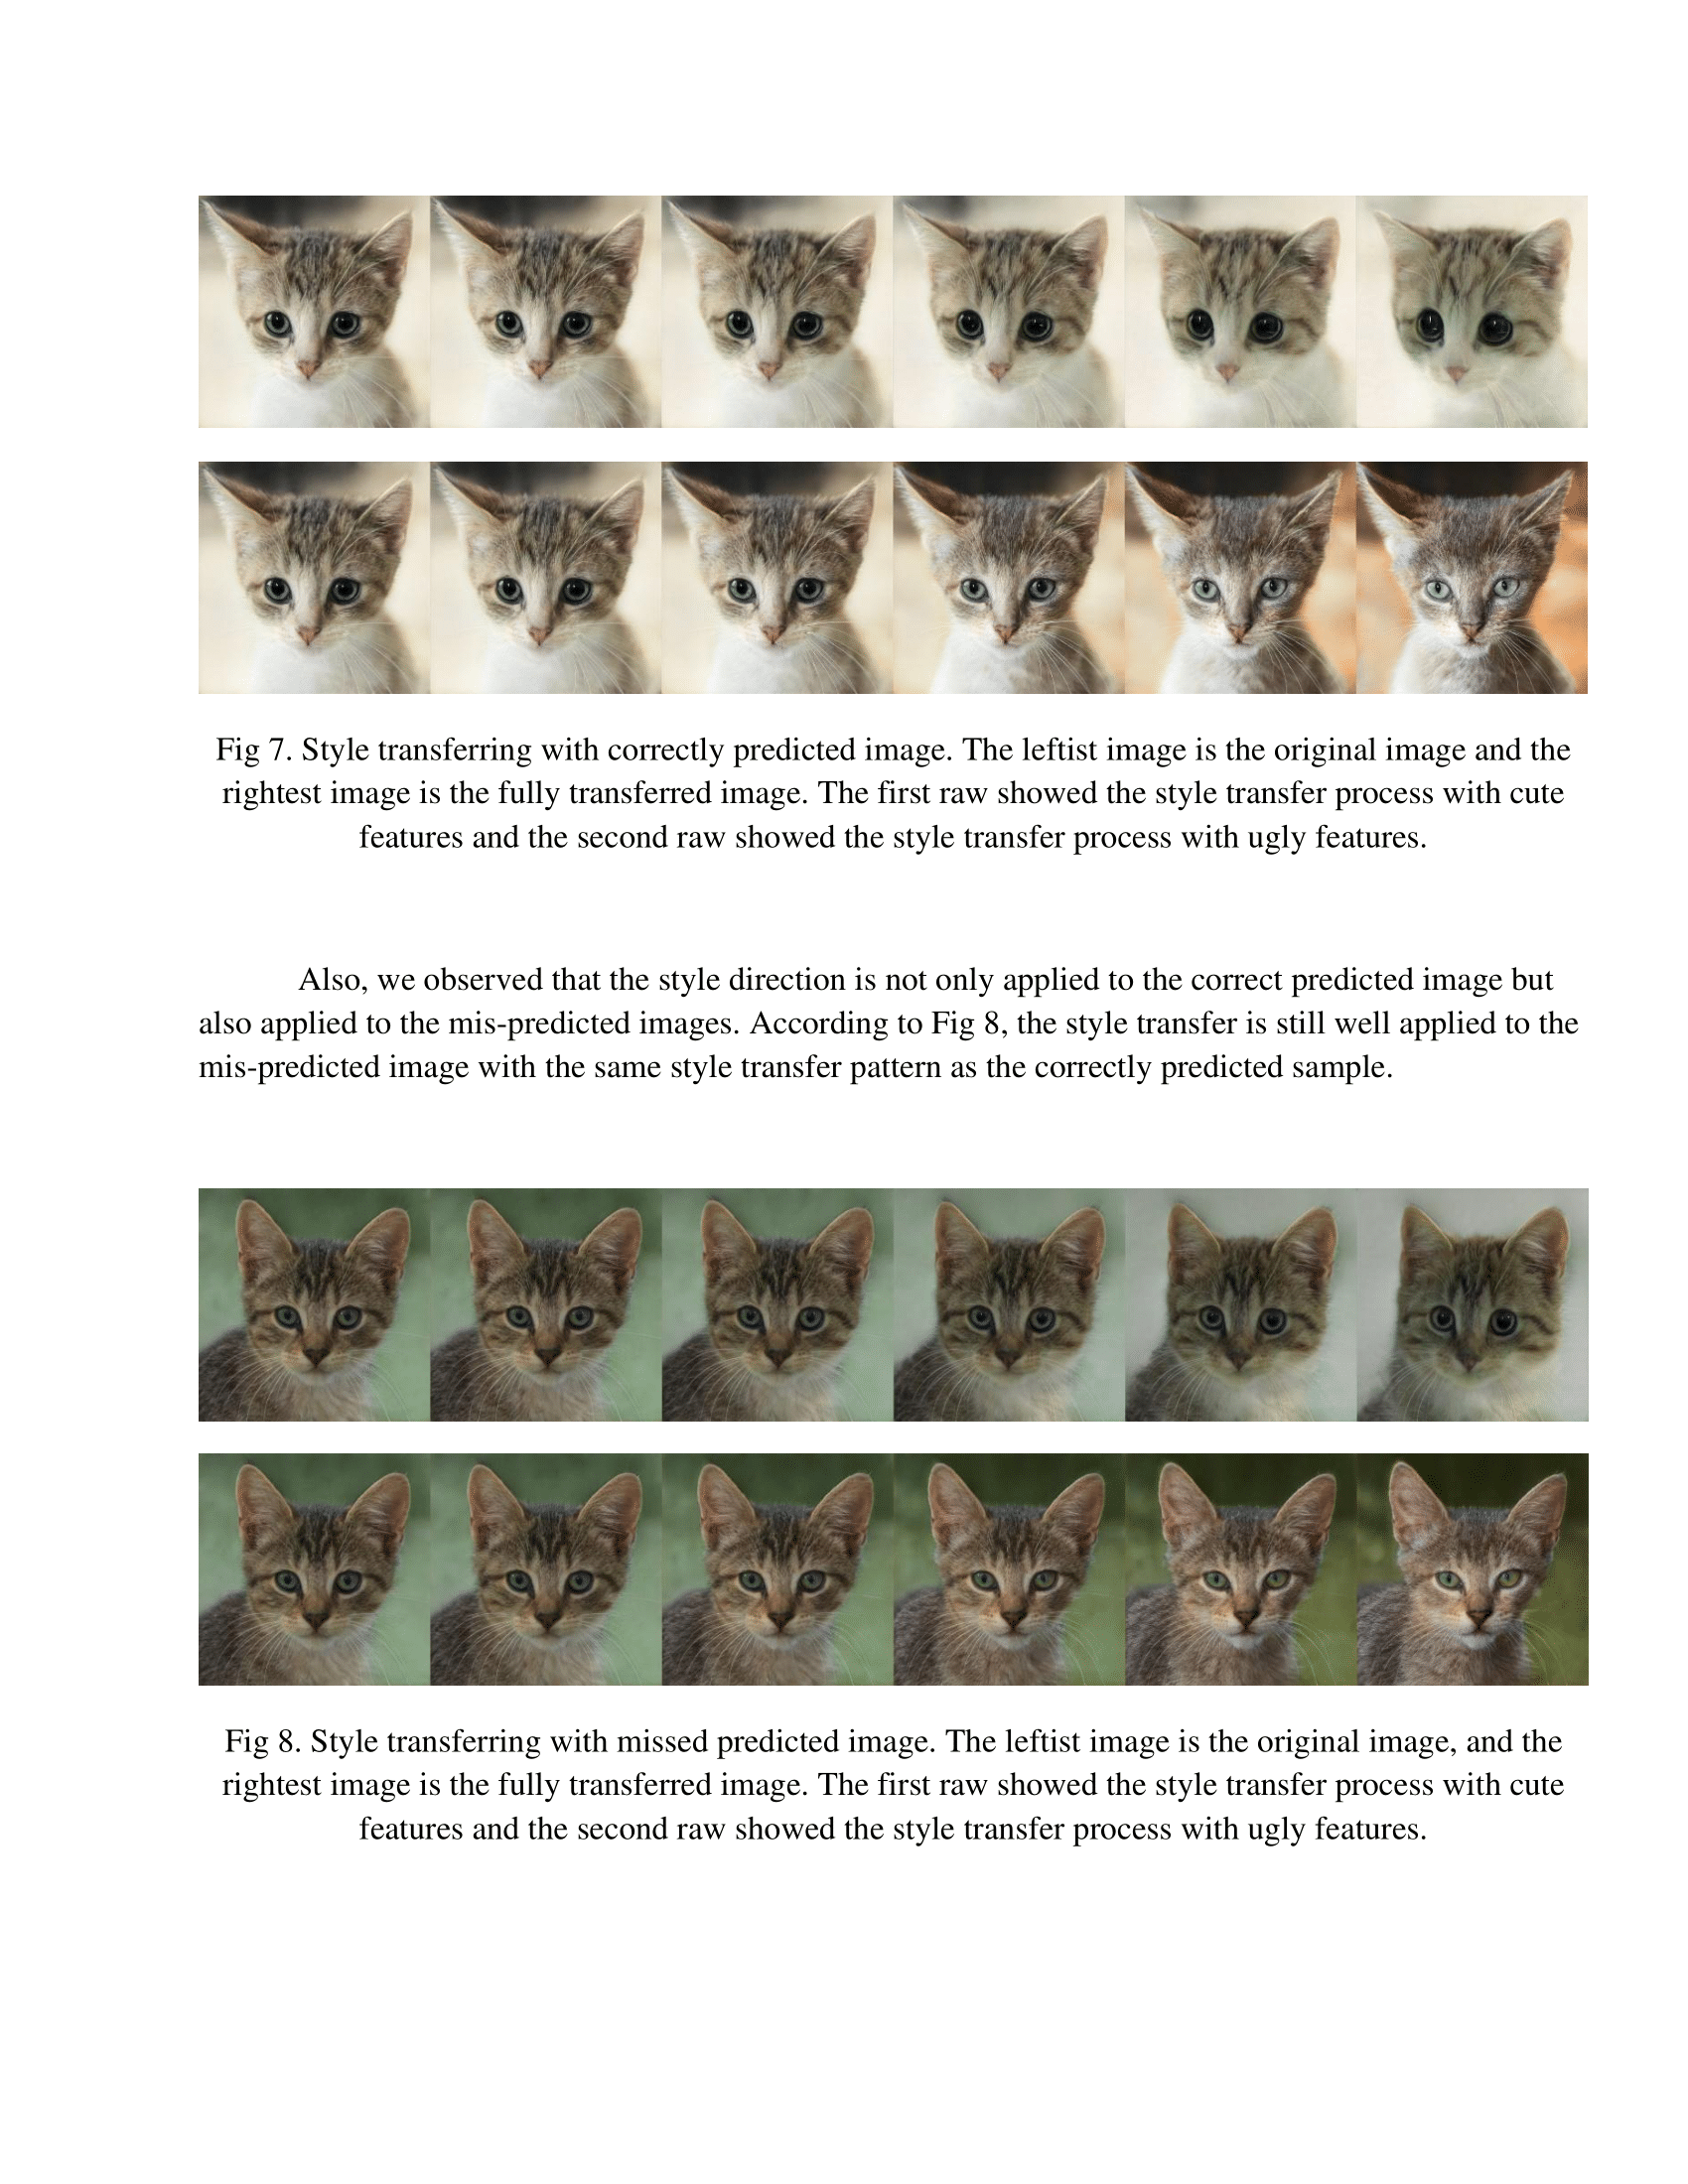 Fig 7. Style transferring with correctly predicted image. The leftist image is the original image and the
rightest image is the fully transferred image. The first raw showed the style transfer process with cute
features and the second raw showed the style transfer process with ugly features.
Also, we observed that the style direction is not only applied to the correct predicted image but
also applied to the mis-predicted images. According to Fig 8, the style transfer is still well applied to the
mis-predicted image with the same style transfer pattern as the correctly predicted sample.
Fig 8. Style transferring with missed predicted image. The leftist image is the original image, and the
rightest image is the fully transferred image. The first raw showed the style transfer process with cute
features and the second raw showed the style transfer process with ugly features.